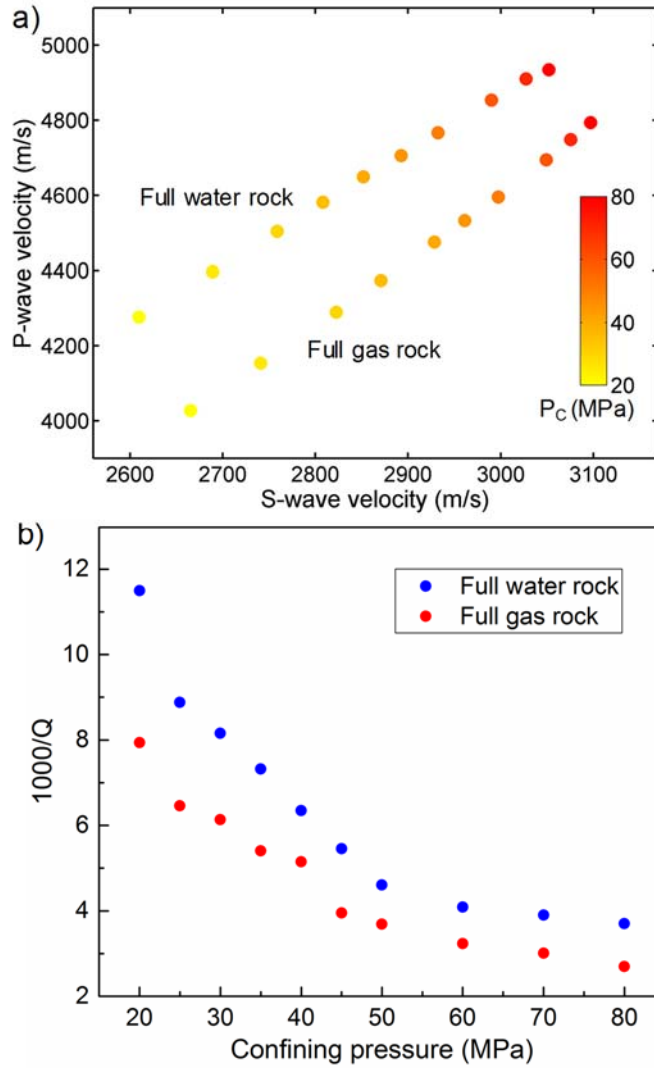 a)
5000
4800
4600
4400
4200
4000
P-wave velocity (m/s)
Full water rock
Full gas rock
80
60
40
20
P_C (MPa)
2600 2700 2800 2900 3000 3100
S-wave velocity (m/s)
b)
12
10
8
6
4
2
1000/Q
Full water rock
Full gas rock
20 30 40 50 60 70 80
Confining pressure (MPa)